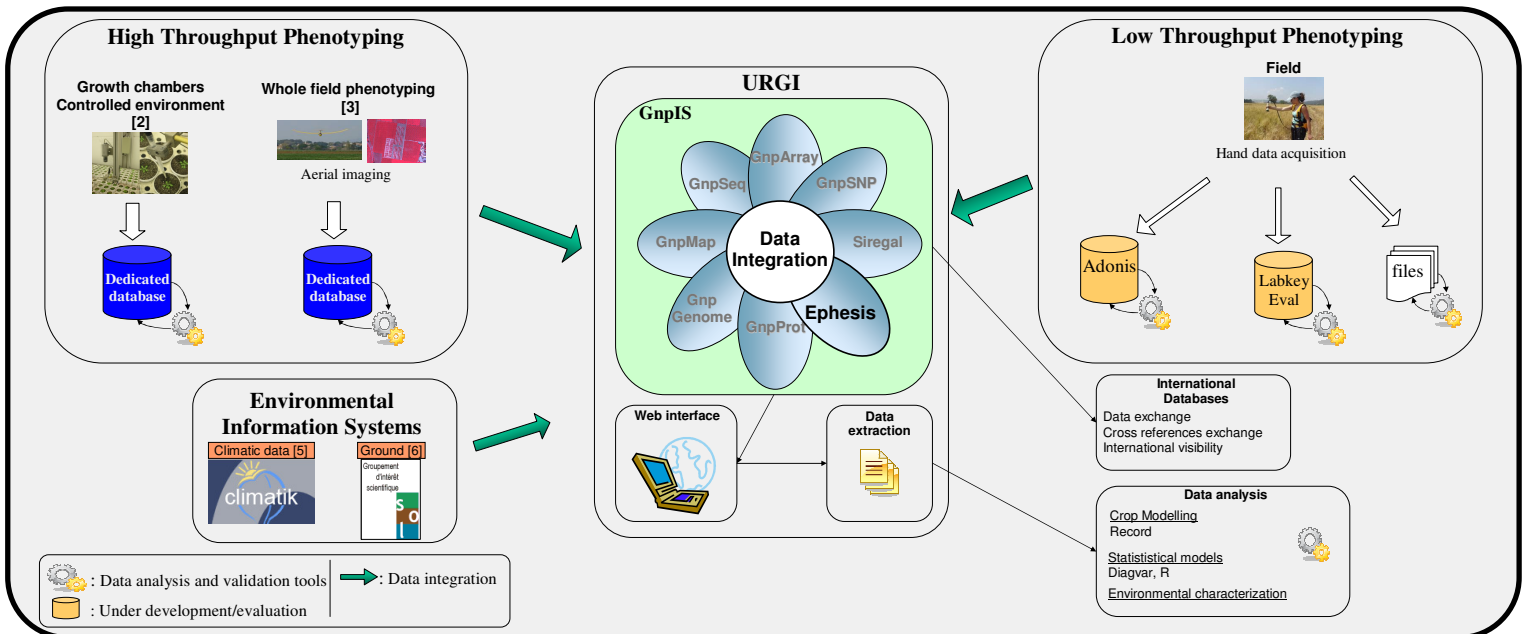 High Throughput Phenotyping
Growth chambers
Controlled environment
[2]
Whole field phenotyping
[3]
Aerial imaging
Dedicated
database
Dedicated
database
Environmental
Information Systems
Climatic data [5]
climatik
Ground [6]
Groupement
d'intérêt
scientifique
s
o
l
: Data analysis and validation tools
: Under development/evaluation
: Data integration
URGI
GnpIS
GnpArray
GnpSeq
GnpSNP
GnpMap
Data
Integration
Siregal
Gnp
Genome
GnpProt
Ephesis
Web interface
Data
extraction
Low Throughput Phenotyping
Field
Hand data acquisition
Adonis
Labkey
Eval
files
International
Databases
Data exchange
Cross references exchange
International visibility
Data analysis
Crop Modelling
Record
Statististical models
Diagvar, R
Environmental characterization